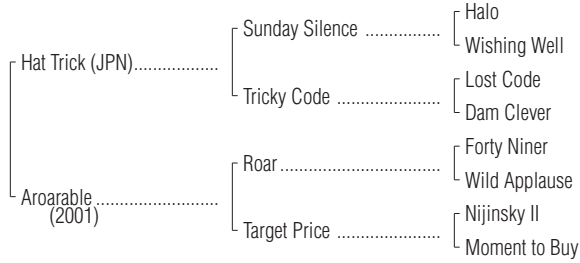 Halo
Sunday Silence ..................
Wishing Well
Hat Trick (JPN)....................
Lost Code
Tricky Code .........................
Dam Clever
Forty Niner
Roar.......................................
Wild Applause
Aroarable.............................
(2001)
Nijinsky II
Target Price .........................
Moment to Buy